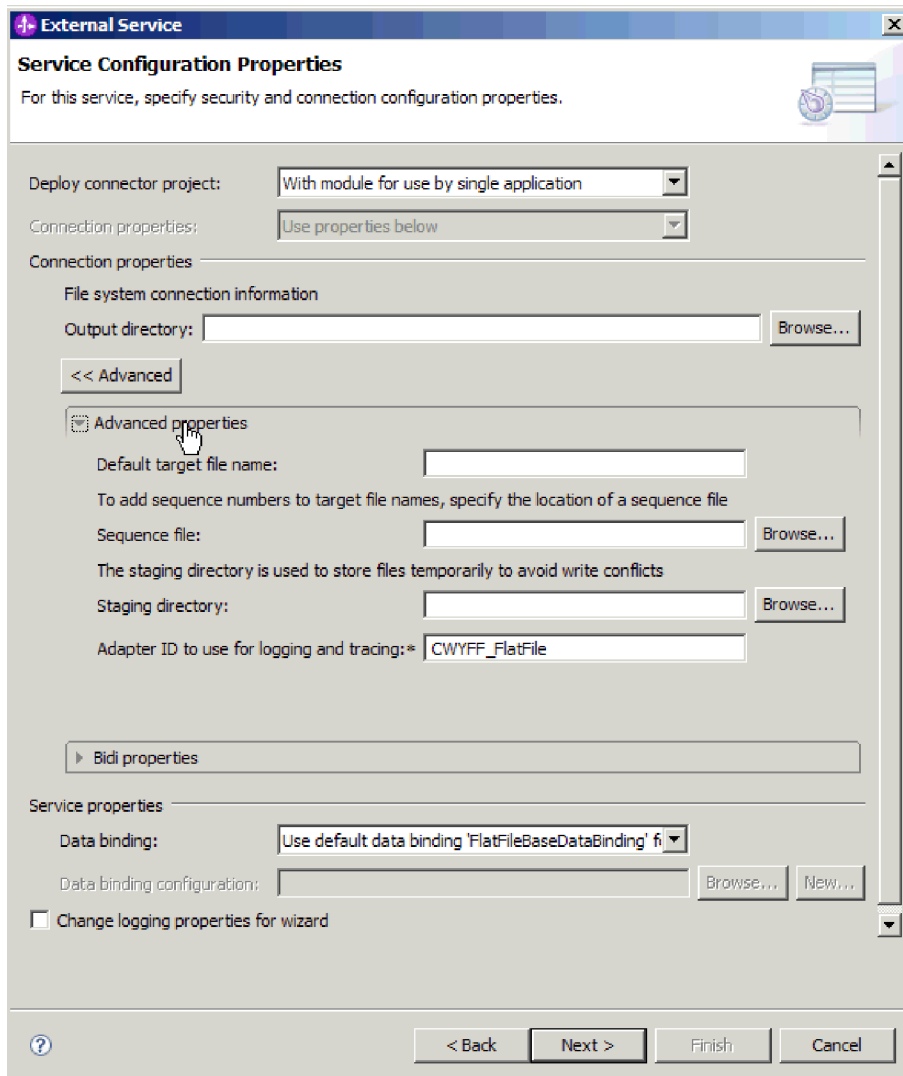 External Service
Service Configuration Properties
For this service, specify security and connection configuration properties.
Deploy connector project: With module for use by single application
Connection properties: Use properties below
Connection properties
File system connection information
Output directory: Browse...
<< Advanced
Advanced properties
Default target file name:
To add sequence numbers to target file names, specify the location of a sequence file
Sequence file: Browse...
The staging directory is used to store files temporarily to avoid write conflicts
Staging directory: Browse...
Adapter ID to use for logging and tracing:* CWYFF_FlatFile
Bidi properties
Service properties
Data binding: Use default data binding 'FlatFileBaseDataBinding' f
Data binding configuration: Browse... New...
Change logging properties for wizard
? < Back Next > Finish Cancel